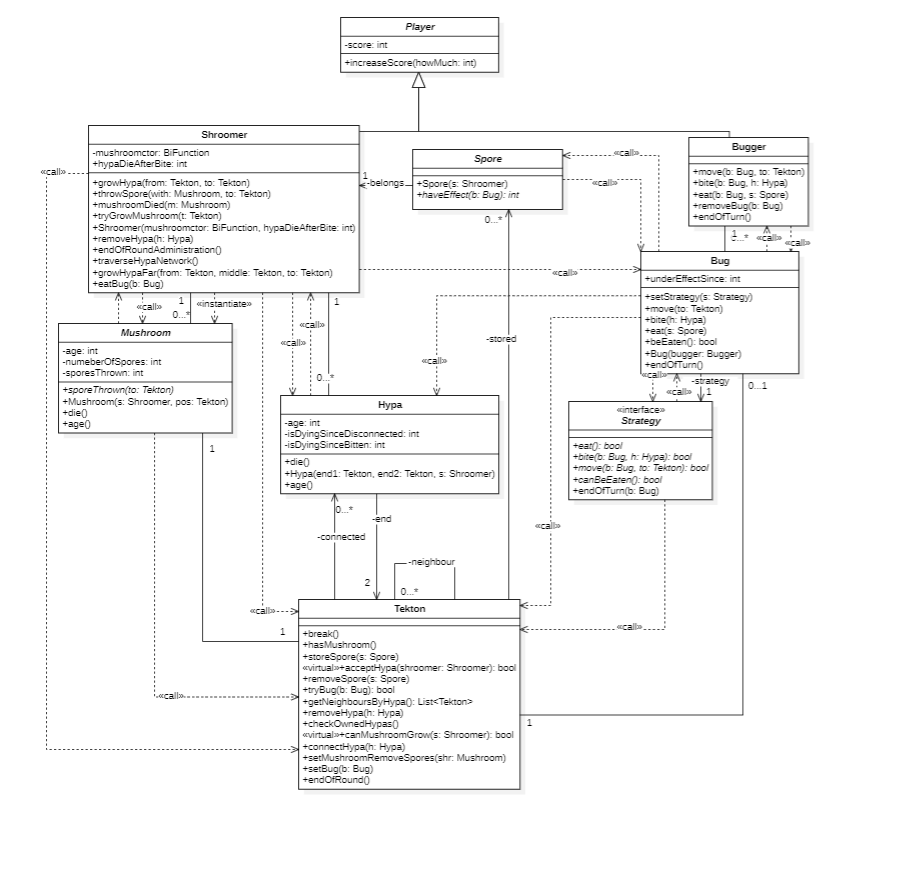 Player
-score: int
+increaseScore(howMuch: int)
Shroomer
-mushroomctor: BiFunction
+hypaDieAfterBite: int
+growHypa(from: Tekton, to: Tekton)
+throwSpore(with: Mushroom, to: Tekton)
+mushroomDied(m: Mushroom)
+tryGrowMushroom(t: Tekton)
+Shroomer(mushroomctor: BiFunction, hypaDieAfterBite: int)
+removeHypa(h: Hypa)
+endOfRoundAdministration()
+traverseHypaNetwork()
+growHypaFar(from: Tekton, middle: Tekton, to: Tekton)
+eatBug(b: Bug)
«call»
1
-belongs
Spore
+Spore(s: Shroomer)
+haveEffect(b: Bug): int
0...*
«call»
«call»
Bugger
+move(b: Bug, to: Tekton)
+bite(b: Bug, h: Hypa)
+eat(b: Bug, s: Spore)
+removeBug(b: Bug)
+endOfTurn()
1
0...*
«call»
«call»
Bug
+underEffectSince: int
+setStrategy(s: Strategy)
+move(to: Tekton)
+bite(h: Hypa)
+eat(s: Spore)
+beEaten(): bool
+Bug(bugger: Bugger)
+endOfTurn()
«call»
«call»
1
0...*
«instantiate»
«call»
«call»
1
0...*
Mushroom
-age: int
-numeberOfSpores: int
-sporesThrown: int
+sporeThrown(to: Tekton)
+Mushroom(s: Shroomer, pos: Tekton)
+die()
+age()
1
-stored
«call»
«call»
«call»
-strategy
1
0...1
Hypa
-age: int
-isDyingSinceDisconnected: int
-isDyingSinceBitten: int
+die()
+Hypa(end1: Tekton, end2: Tekton, s: Shroomer)
+age()
«interface»
Strategy
+eat(): bool
+bite(b: Bug, h: Hypa): bool
+move(b: Bug, to: Tekton): bool
+canBeEaten(): bool
+endOfTurn(b: Bug)
0...*
-end
-connected
«call»
-neighbour
2
0...*
«call»
1
Tekton
+break()
+hasMushroom()
+storeSpore(s: Spore)
«virtual»+acceptHypa(shroomer: Shroomer): bool
+removeSpore(s: Spore)
+tryBug(b: Bug): bool
+getNeighboursByHypa(): List<Tekton>
+removeHypa(h: Hypa)
+checkOwnedHypas()
«virtual»+canMushroomGrow(s: Shroomer): bool
+connectHypa(h: Hypa)
+setMushroomRemoveSpores(shr: Mushroom)
+setBug(b: Bug)
+endOfRound()
«call»
«call»
1